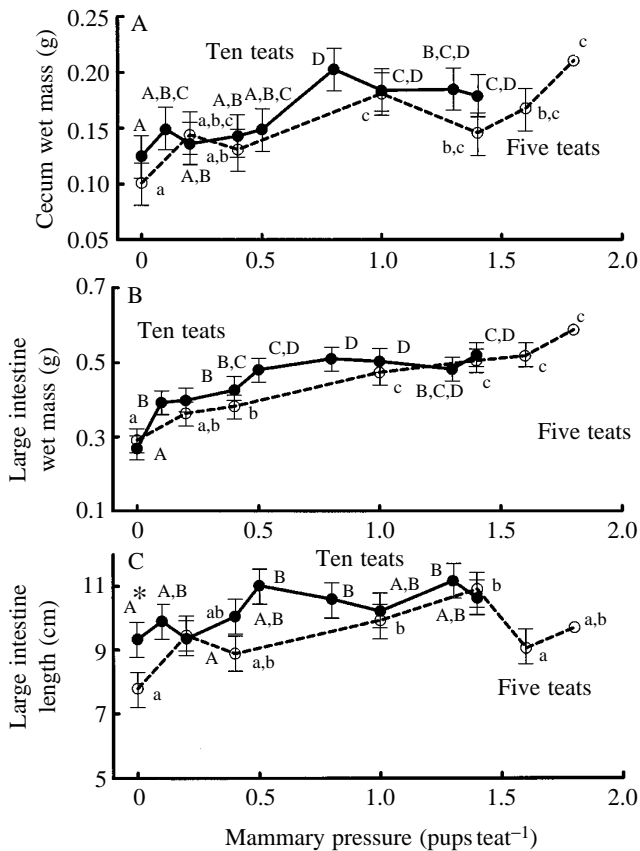 A
Ten teats
Cecum wet mass (g)
0.25
0.20
0.15
0.10
0.05
A
A,B,C
a,b,c
A,B
A,B
A,B,C
a,b
a
D
C,D
c
B,C,D
C,D
b,c
b,c
c
Five teats
0
0.5
1.0
1.5
2.0
B
Ten teats
Large intestine
wet mass (g)
0.7
0.5
0.3
0.1
a
A
B
B
a,b
B,C
b
C,D
D
D
c
B,C,D
C,D
c
c
c
Five teats
0
0.5
1.0
1.5
2.0
C
Ten teats
Large intestine
length (cm)
11
9
7
5
*
A
A,B
a
ab
A
a,b
B
A,B
B
A,B
b
B
A,B
b
a
a,b
Five teats
0
0.5
1.0
1.5
2.0
Mammary pressure (pups teat⁻¹)